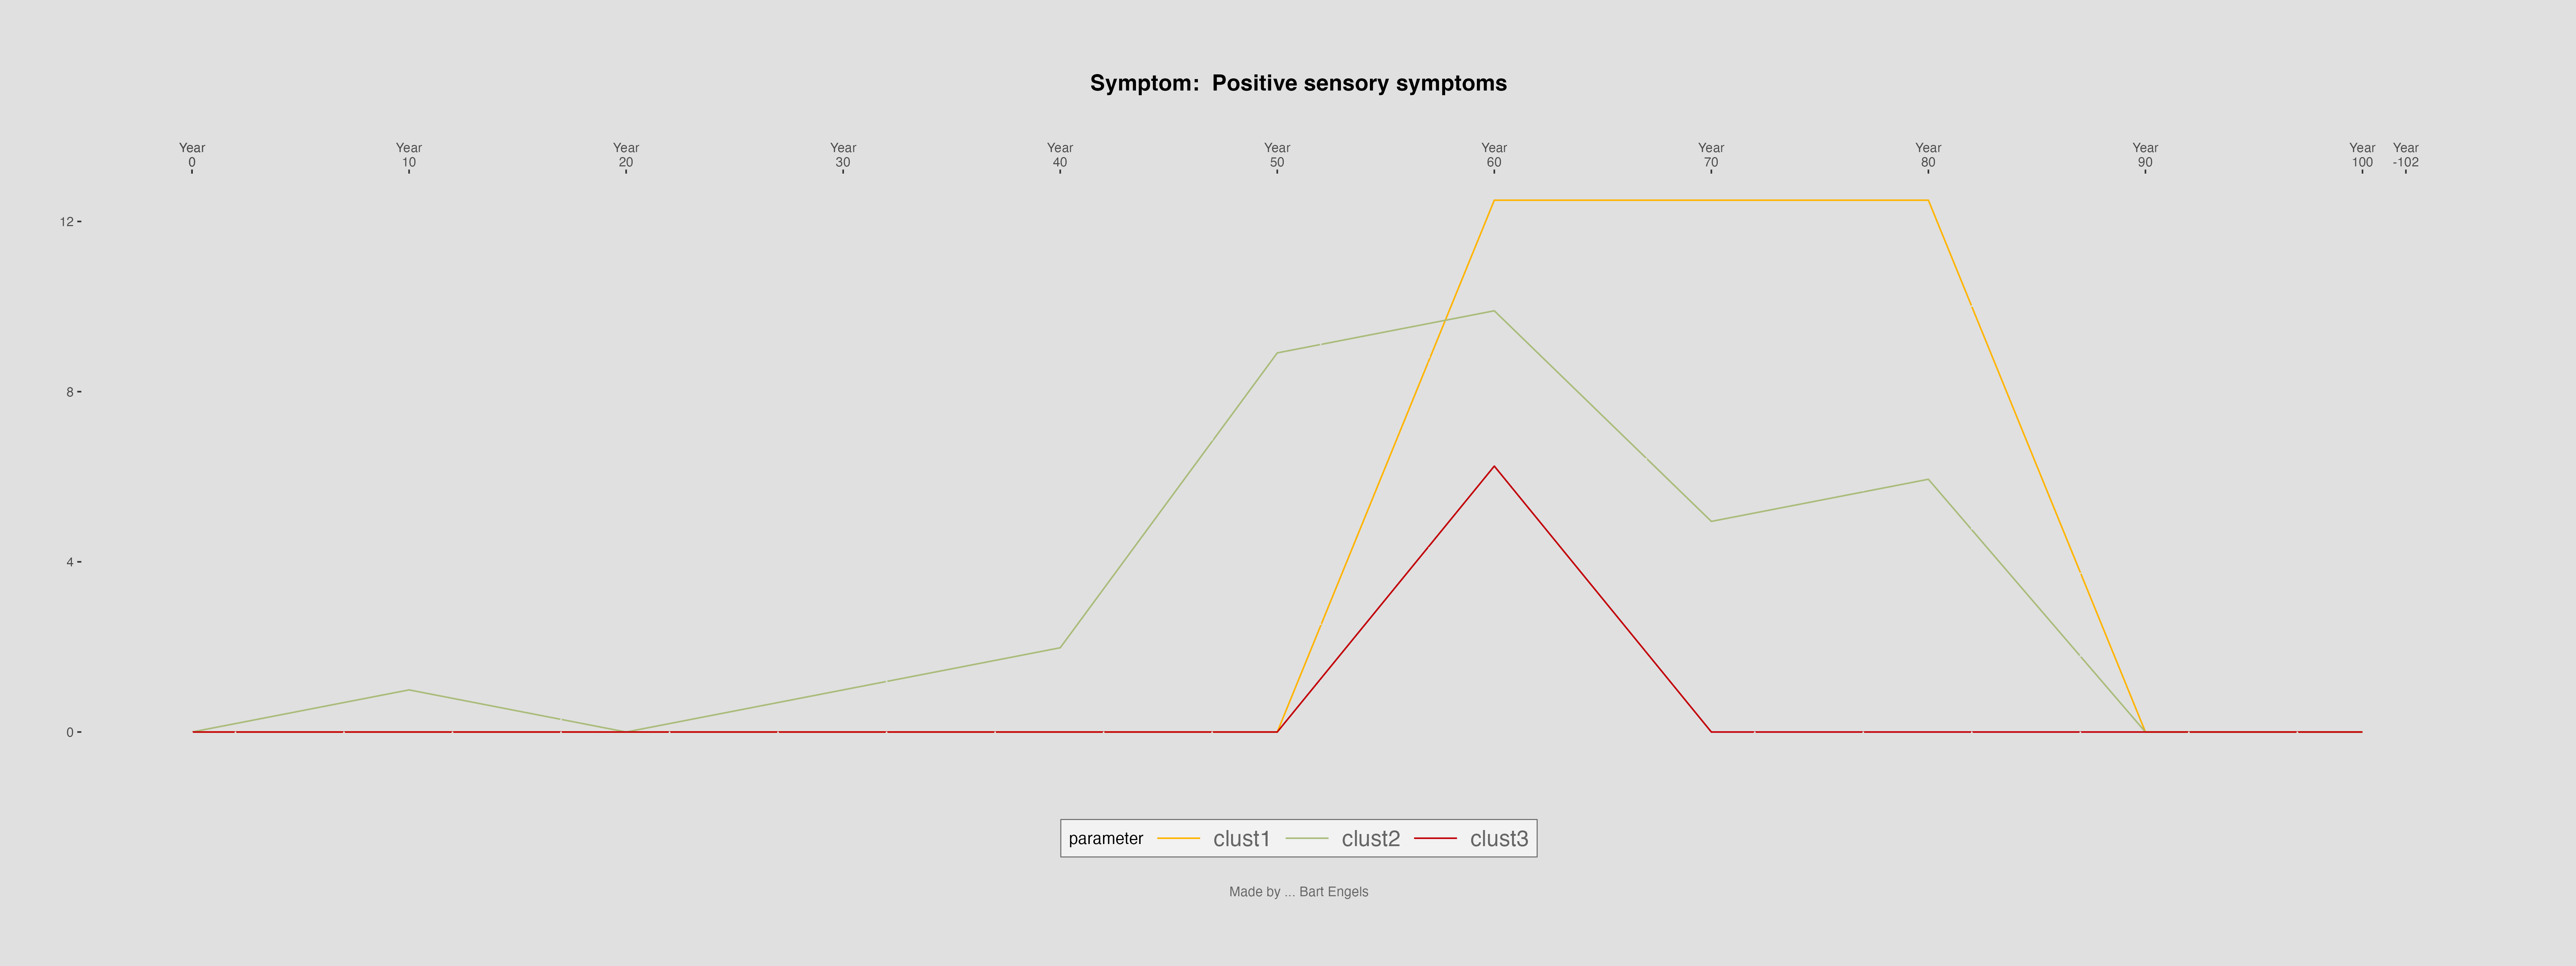 Symptom:  Positive sensory symptoms
Year Year Year Year Year Year Year Year Year Year Year Year
0 10 20 30 40 50 60 70 80 90 100 -102
12
8
4
0
parameter clust1 clust2 clust3
Made by ... Bart Engels